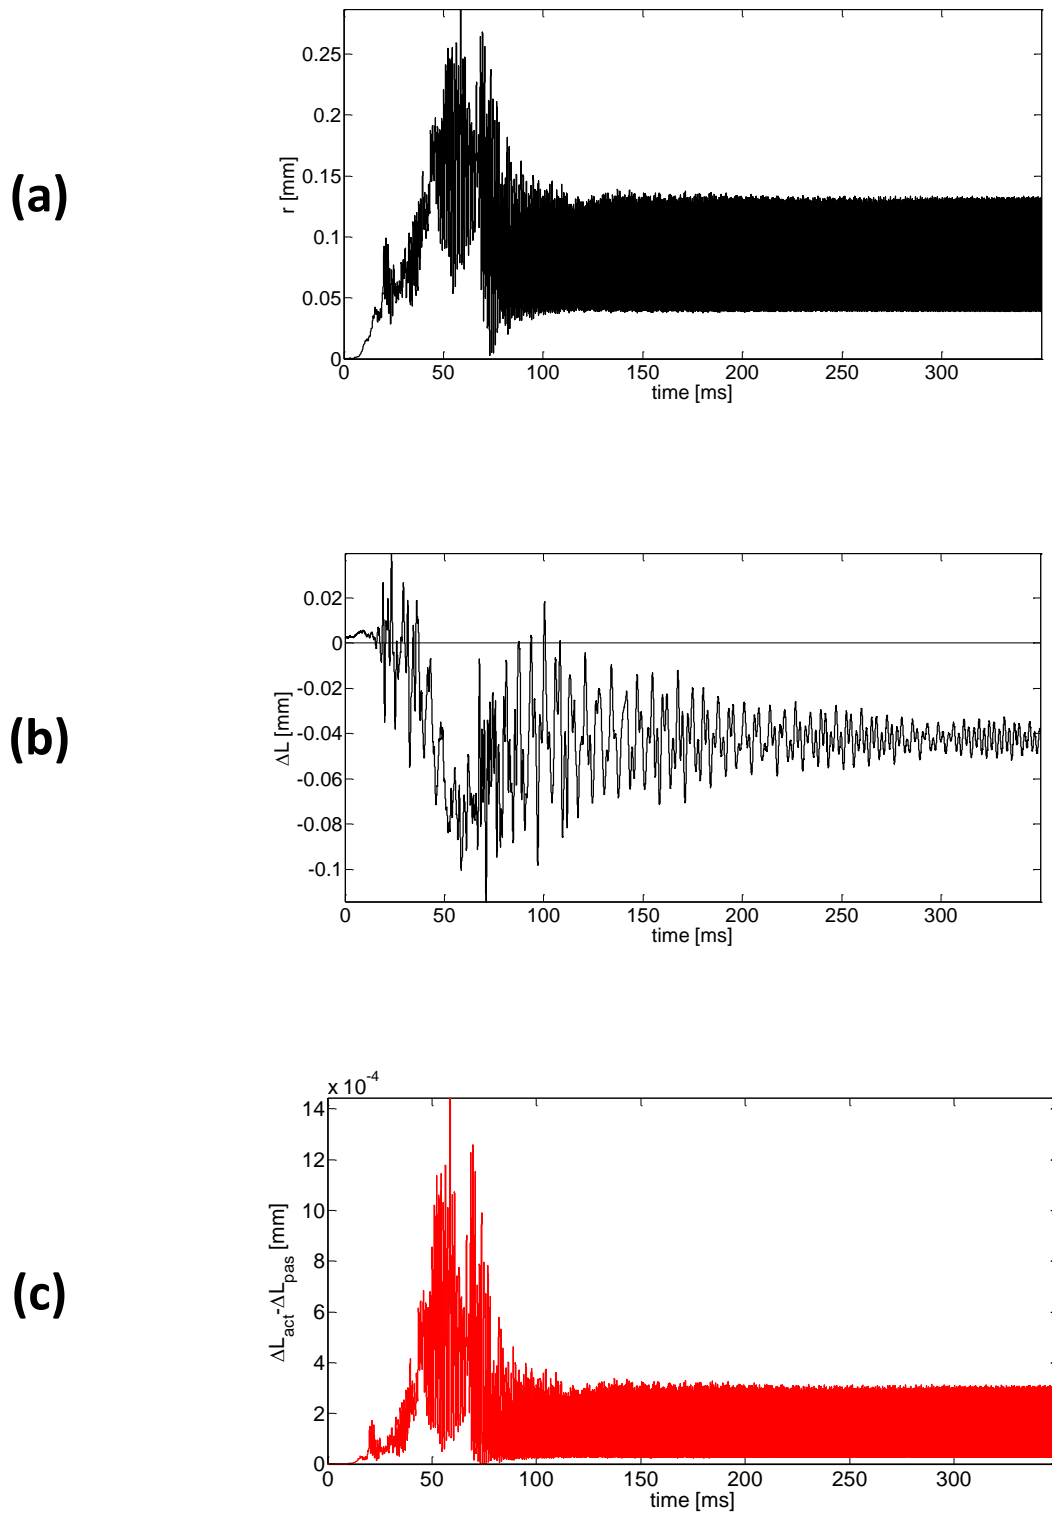 (a)
r [mm]
0.25
0.2
0.15
0.1
0.05
0
0 50 100 150 200 250 300
time [ms]
(b)
ΔL [mm]
0.02
0
-0.02
-0.04
-0.06
-0.08
-0.1
0 50 100 150 200 250 300
time [ms]
(c)
x 10^-4
ΔL_act-ΔL_pas [mm]
14
12
10
8
6
4
2
0
0 50 100 150 200 250 300
time [ms]